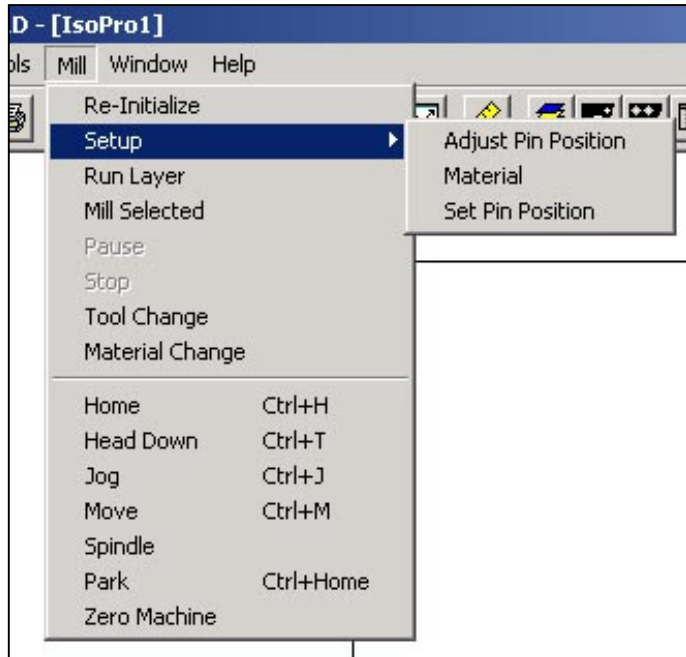 D - [IsoPro1]
ols Mill Window Help
Re-Initialize
Setup Adjust Pin Position
Run Layer Material
Mill Selected Set Pin Position
Pause
Stop
Tool Change
Material Change
Home Ctrl+H
Head Down Ctrl+T
Jog Ctrl+J
Move Ctrl+M
Spindle
Park Ctrl+Home
Zero Machine